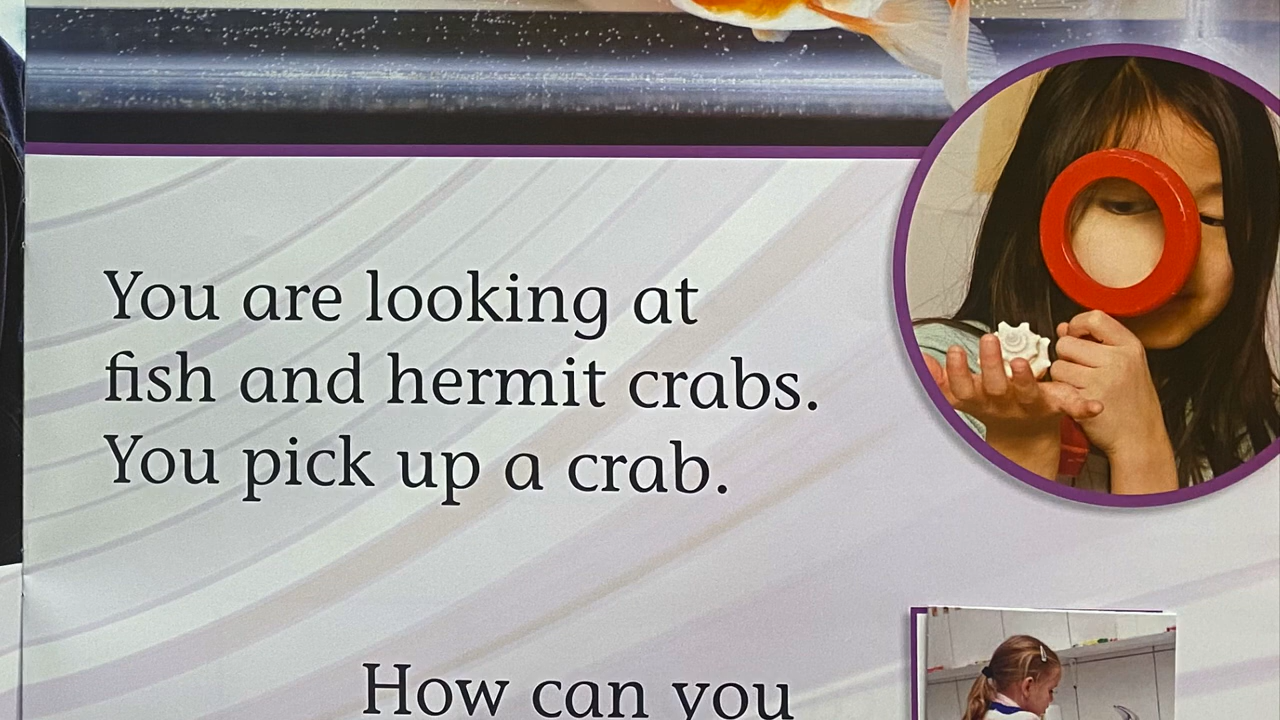 You are looking at
fish and hermit crabs.
You pick up a crab.
How can you